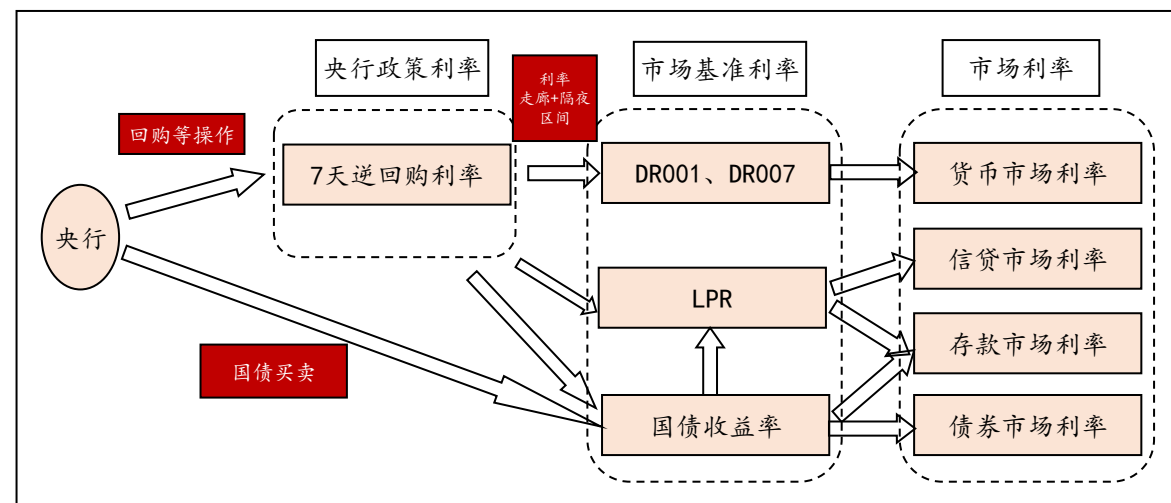 央行政策利率
利率
走廊+隔夜
区间
市场基准利率
市场利率
回购等操作
7天逆回购利率
DR001、DR007
货币市场利率
央行
信贷市场利率
LPR
存款市场利率
国债买卖
国债收益率
债券市场利率